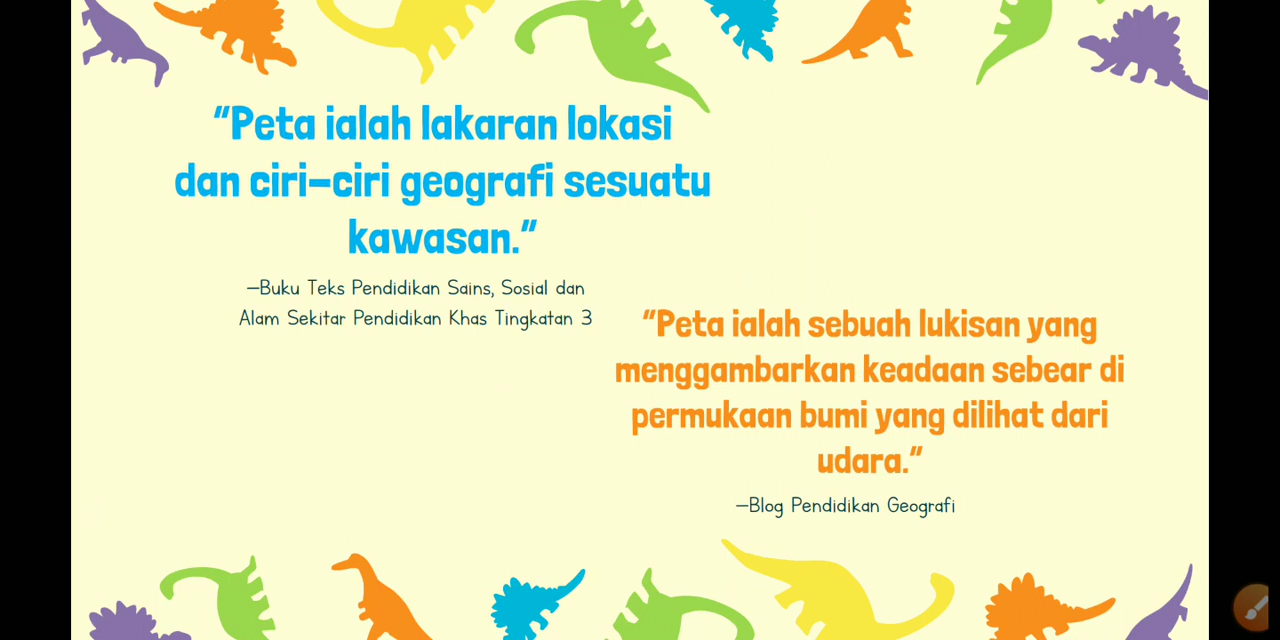 "Peta ialah lakaran lokasi
dan ciri-ciri geografi sesuatu
kawasan."
—Buku Teks Pendidikan Sains, Sosial dan
Alam Sekitar Pendidikan Khas Tingkatan 3
"Peta ialah sebuah lukisan yang
menggambarkan keadaan sebear di
permukaan bumi yang dilihat dari
udara."
—Blog Pendidikan Geografi